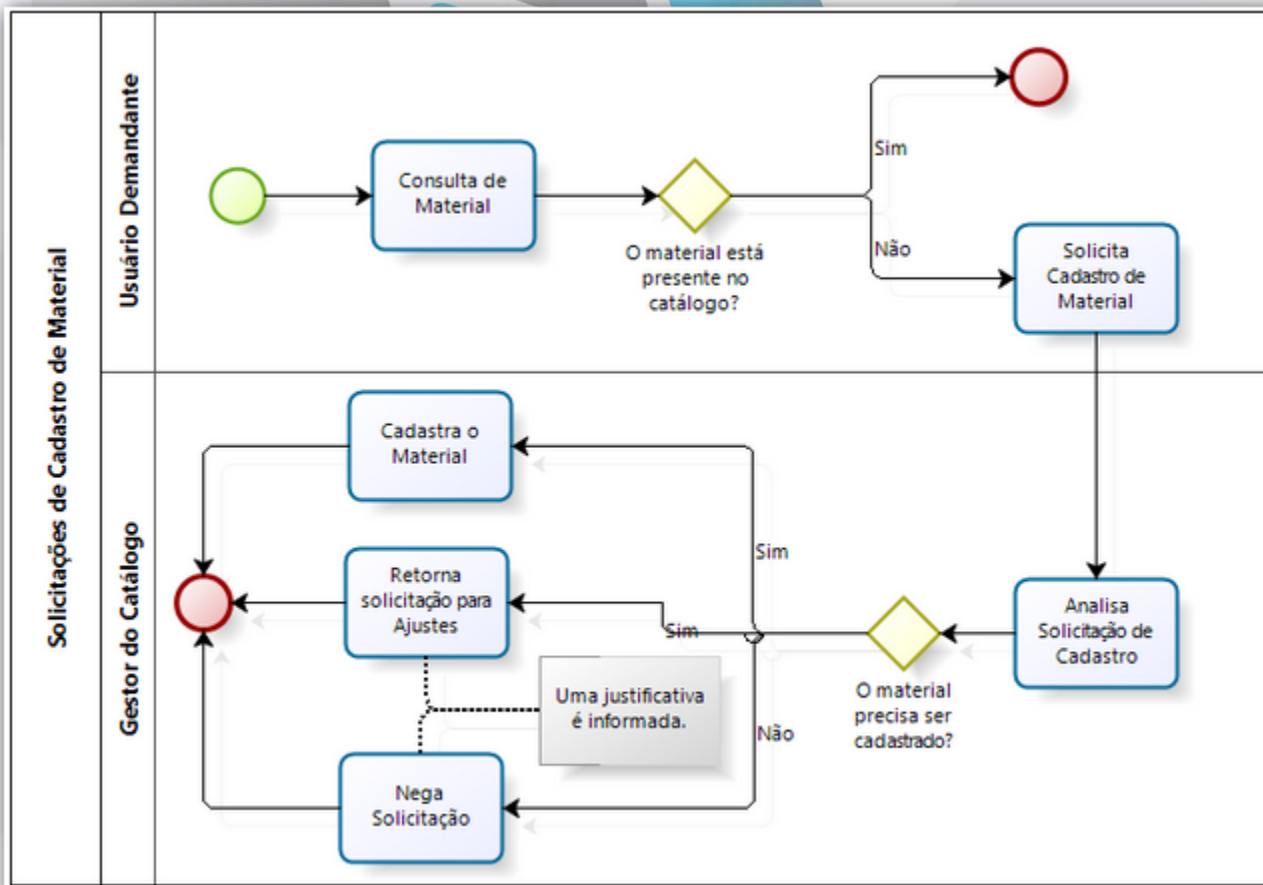 Solicitações de Cadastro de Material
Usuário Demandante
Consulta de
Material
O material está
presente no
catálogo?
Sim
Não
Solicita
Cadastro de
Material
Gestor do Catálogo
Analisa
Solicitação de
Cadastro
O material
precisa ser
cadastrado?
Sim
Sim
Não
Cadastra o
Material
Retorna
solicitação para
Ajustes
Uma justificativa
é informada.
Nega
Solicitação